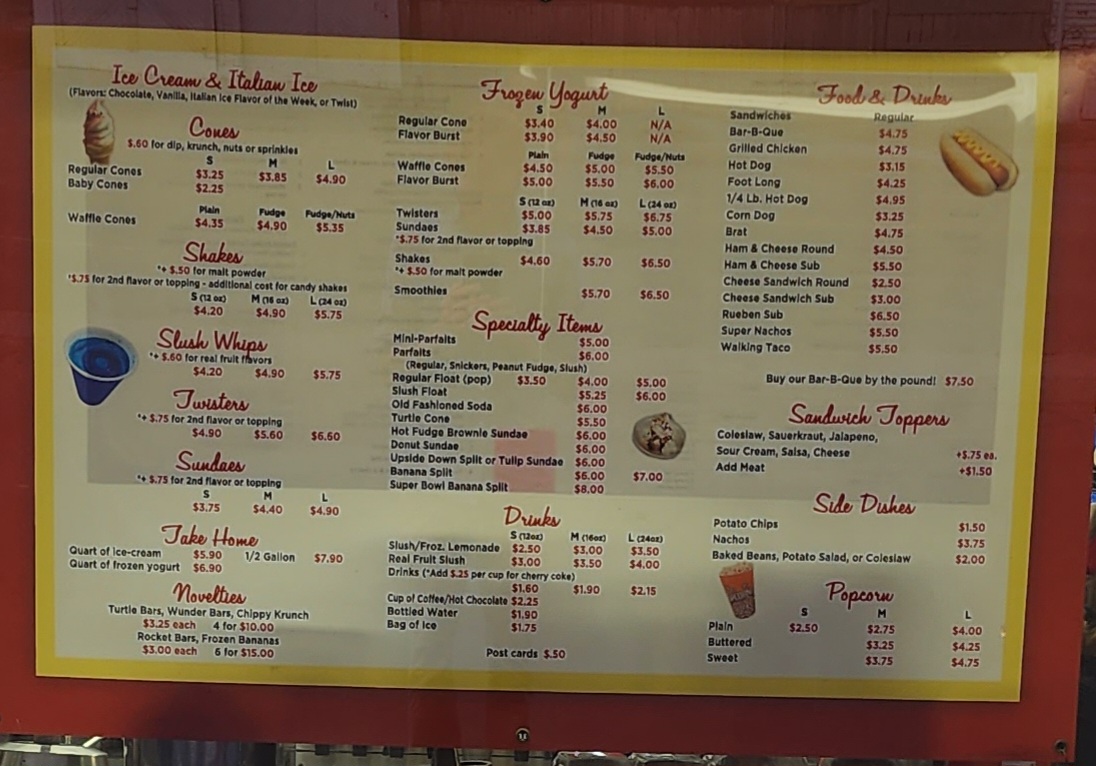 Ice Cream & Italian Ice
(Flavors: Chocolate, Vanilla, Italian Ice Flavor of the Week, or Twist)
Cones
$.60 for dip, krunch, nuts or sprinkles
S M L
Regular Cones $3.25 $3.85 $4.90
Baby Cones $2.25
Plain Fudge Fudge/Nuts
Waffle Cones $4.35 $4.90 $5.35
Shakes
*+ $.50 for malt powder
*$.75 for 2nd flavor or topping - additional cost for candy shakes
S (12 oz) M (16 oz) L (24 oz)
$4.20 $4.90 $5.75
Slush Whips
*+ $.60 for real fruit flavors
$4.20 $4.90 $5.75
Twisters
*+ $.75 for 2nd flavor or topping
$4.90 $5.60 $6.60
Sundaes
*+ $.75 for 2nd flavor or topping
S M L
$3.75 $4.40 $4.90
Take Home
Quart of ice-cream $5.90 1/2 Gallon $7.90
Quart of frozen yogurt $6.90
Novelties
Turtle Bars, Wunder Bars, Chippy Krunch
$3.25 each 4 for $10.00
Rocket Bars, Frozen Bananas
$3.00 each 6 for $15.00
Frozen Yogurt
S M L
Regular Cone $3.40 $4.00 N/A
Flavor Burst $3.90 $4.50 N/A
Plain Fudge Fudge/Nuts
Waffle Cones $4.50 $5.00 $5.50
Flavor Burst $5.00 $5.50 $6.00
S (12 oz) M (16 oz) L (24 oz)
Twisters $5.00 $5.75 $6.75
Sundaes $3.85 $4.50 $5.00
*$.75 for 2nd flavor or topping
Shakes $4.60 $5.70 $6.50
*+ $.50 for malt powder
Smoothies $5.70 $6.50
Specialty Items
Mini-Parfaits $5.00
Parfaits $6.00
(Regular, Snickers, Peanut Fudge, Slush)
Regular Float (pop) $3.50 $4.00 $5.00
Slush Float $5.25 $6.00
Old Fashioned Soda $6.00
Turtle Cone $5.50
Hot Fudge Brownie Sundae $6.00
Donut Sundae $6.00
Upside Down Split or Tulip Sundae $6.00
Banana Split $6.00 $7.00
Super Bowl Banana Split $8.00
Drinks
S (12oz) M (16oz) L (24oz)
Slush/Froz. Lemonade $2.50 $3.00 $3.50
Real Fruit Slush $3.00 $3.50 $4.00
Drinks (*Add $.25 per cup for cherry coke)
$1.60 $1.90 $2.15
Cup of Coffee/Hot Chocolate $2.25
Bottled Water $1.90
Bag of Ice $1.75
Post cards $.50
Food & Drinks
Sandwiches Regular
Bar-B-Que $4.75
Grilled Chicken $4.75
Hot Dog $3.15
Foot Long $4.25
1/4 Lb. Hot Dog $4.95
Corn Dog $3.25
Brat $4.75
Ham & Cheese Round $4.50
Ham & Cheese Sub $5.50
Cheese Sandwich Round $2.50
Cheese Sandwich Sub $3.00
Rueben Sub $6.50
Super Nachos $5.50
Walking Taco $5.50
Buy our Bar-B-Que by the pound! $7.50
Sandwich Toppers
Coleslaw, Sauerkraut, Jalapeno,
Sour Cream, Salsa, Cheese +$.75 ea.
Add Meat +$1.50
Side Dishes
Potato Chips $1.50
Nachos $3.75
Baked Beans, Potato Salad, or Coleslaw $2.00
Popcorn
S M L
Plain $2.50 $2.75 $4.00
Buttered $3.25 $4.25
Sweet $3.75 $4.75